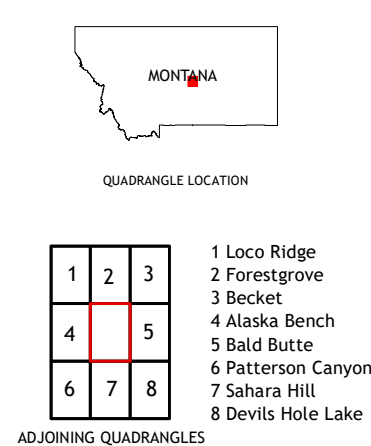 MONTANA
QUADRANGLE LOCATION
1 2 3
4 5
6 7 8
1 Loco Ridge
2 Forestgrove
3 Becket
4 Alaska Bench
5 Bald Butte
6 Patterson Canyon
7 Sahara Hill
8 Devils Hole Lake
ADJOINING QUADRANGLES